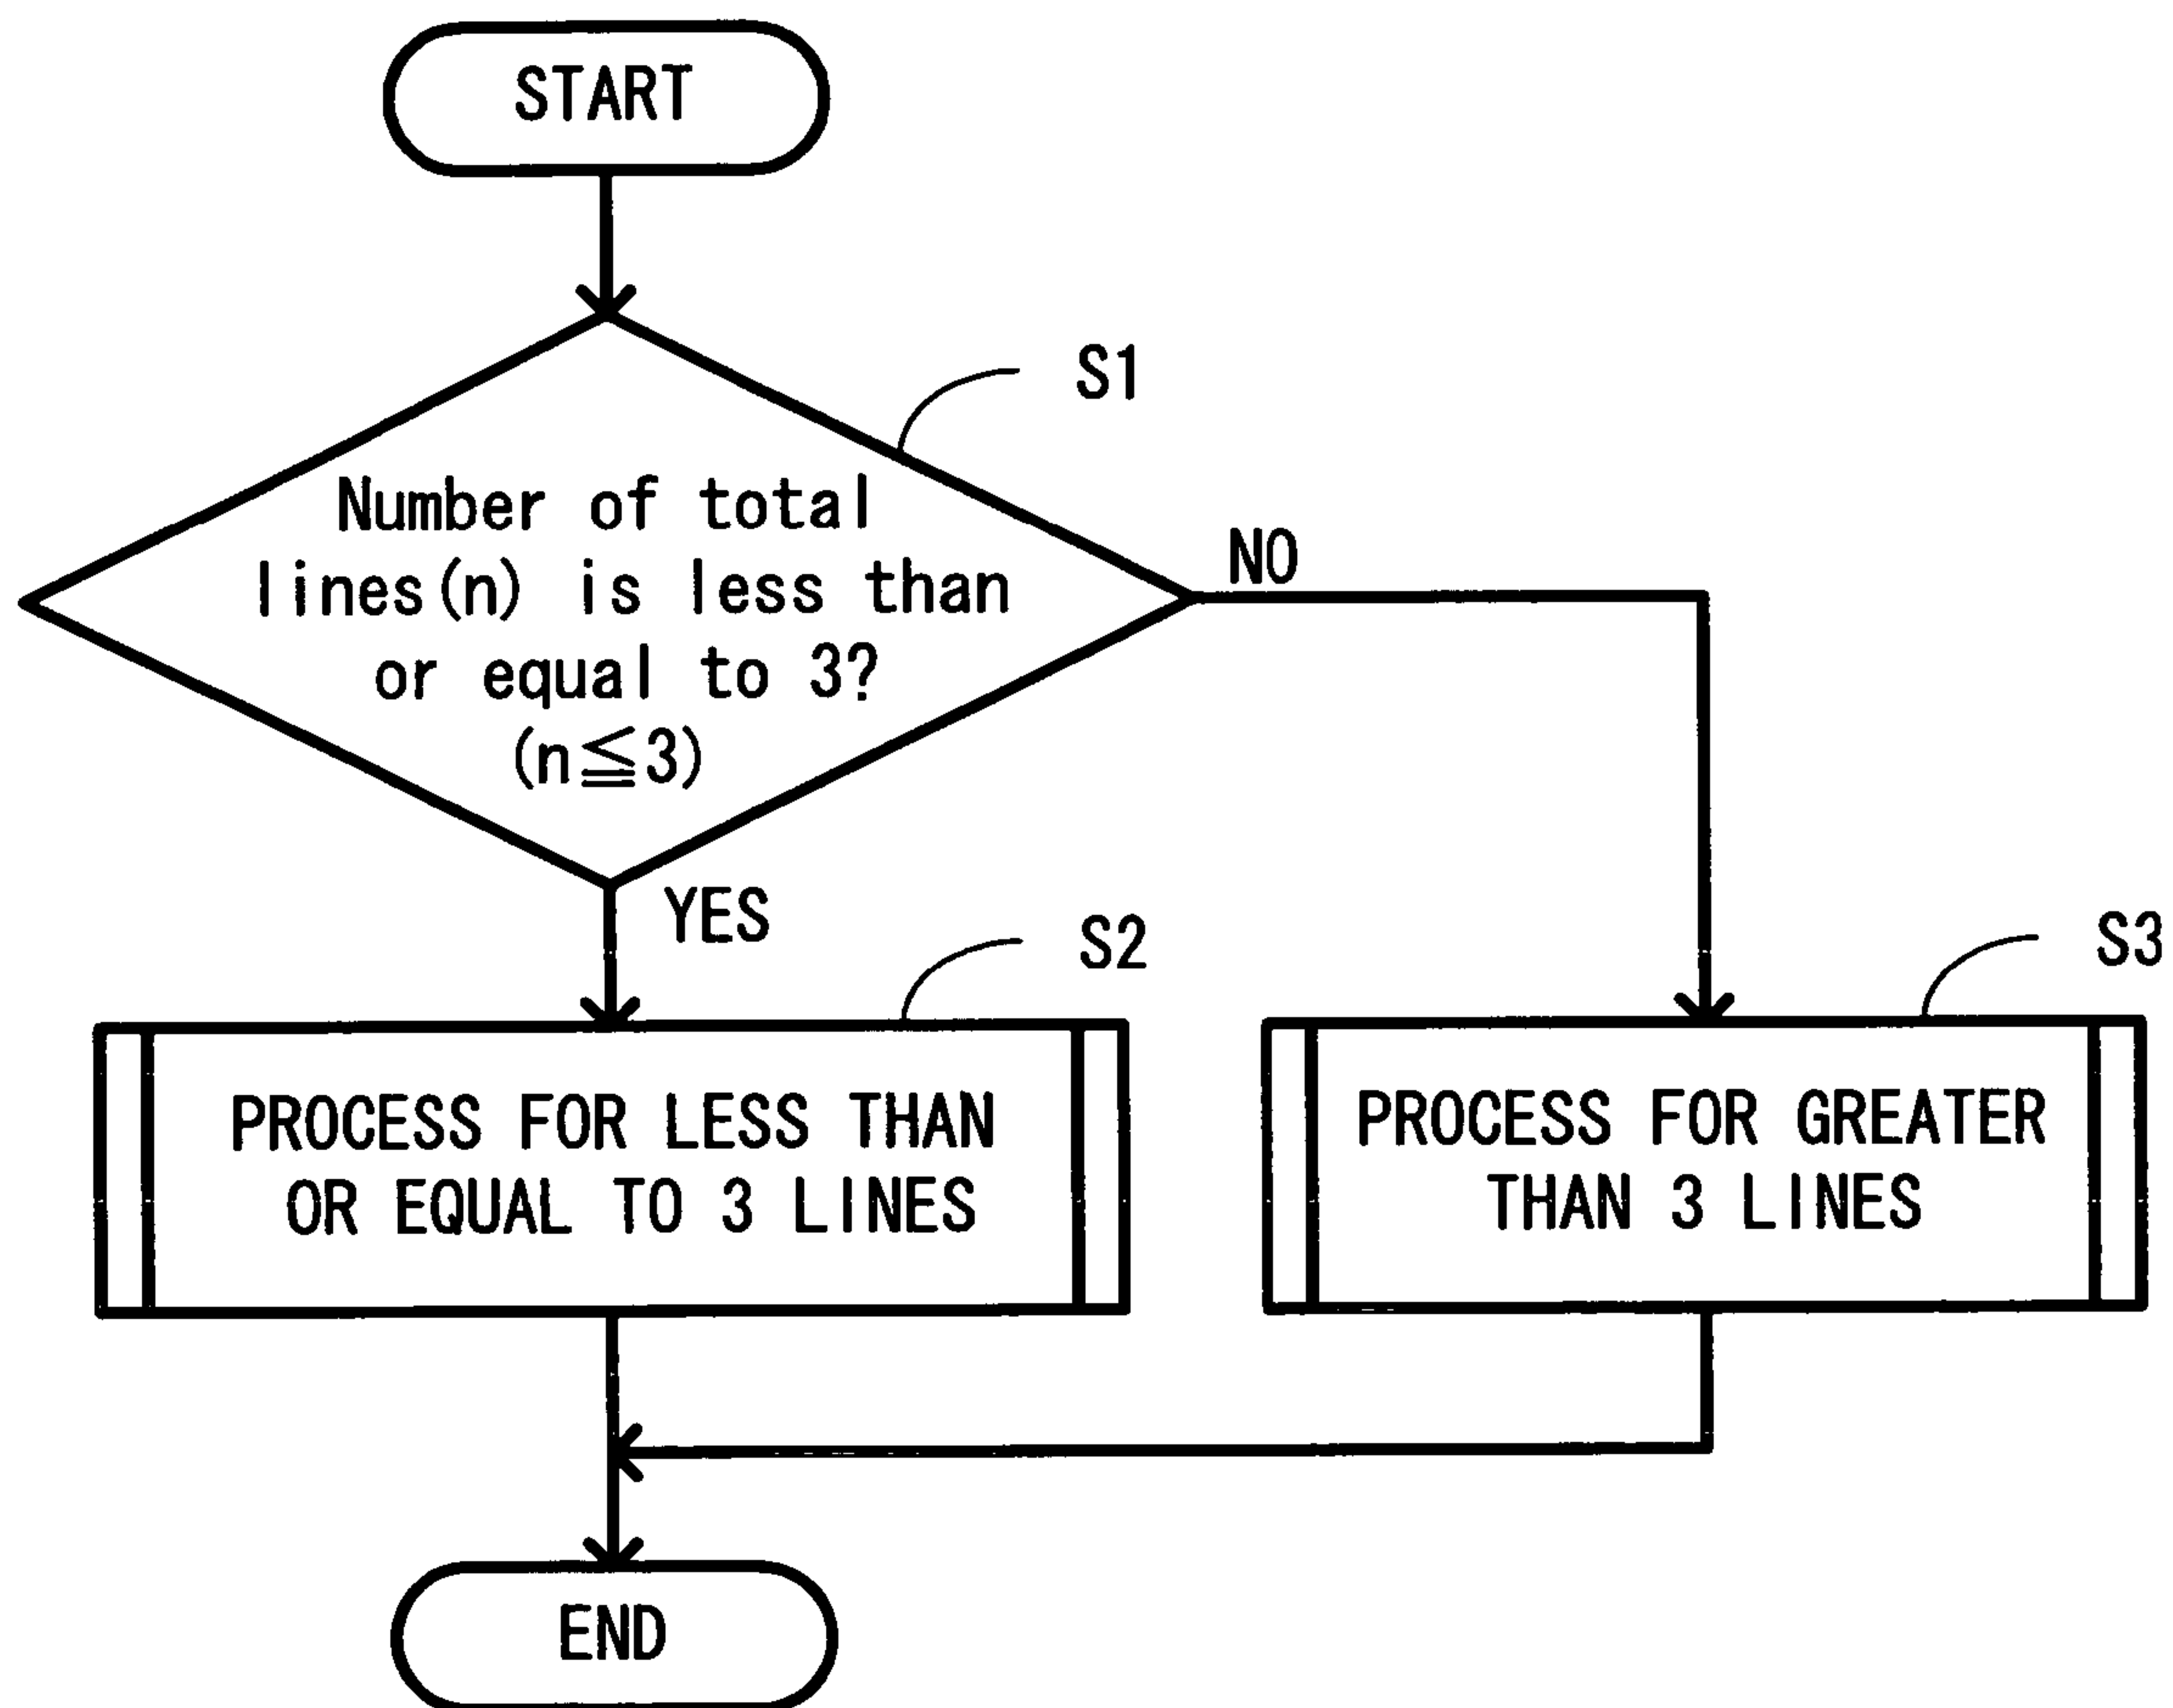 START
S1
Number of total
lines(n) is less than
or equal to 3?
(n≦3)
NO
YES
S2
S3
PROCESS FOR LESS THAN
OR EQUAL TO 3 LINES
PROCESS FOR GREATER
THAN 3 LINES
END